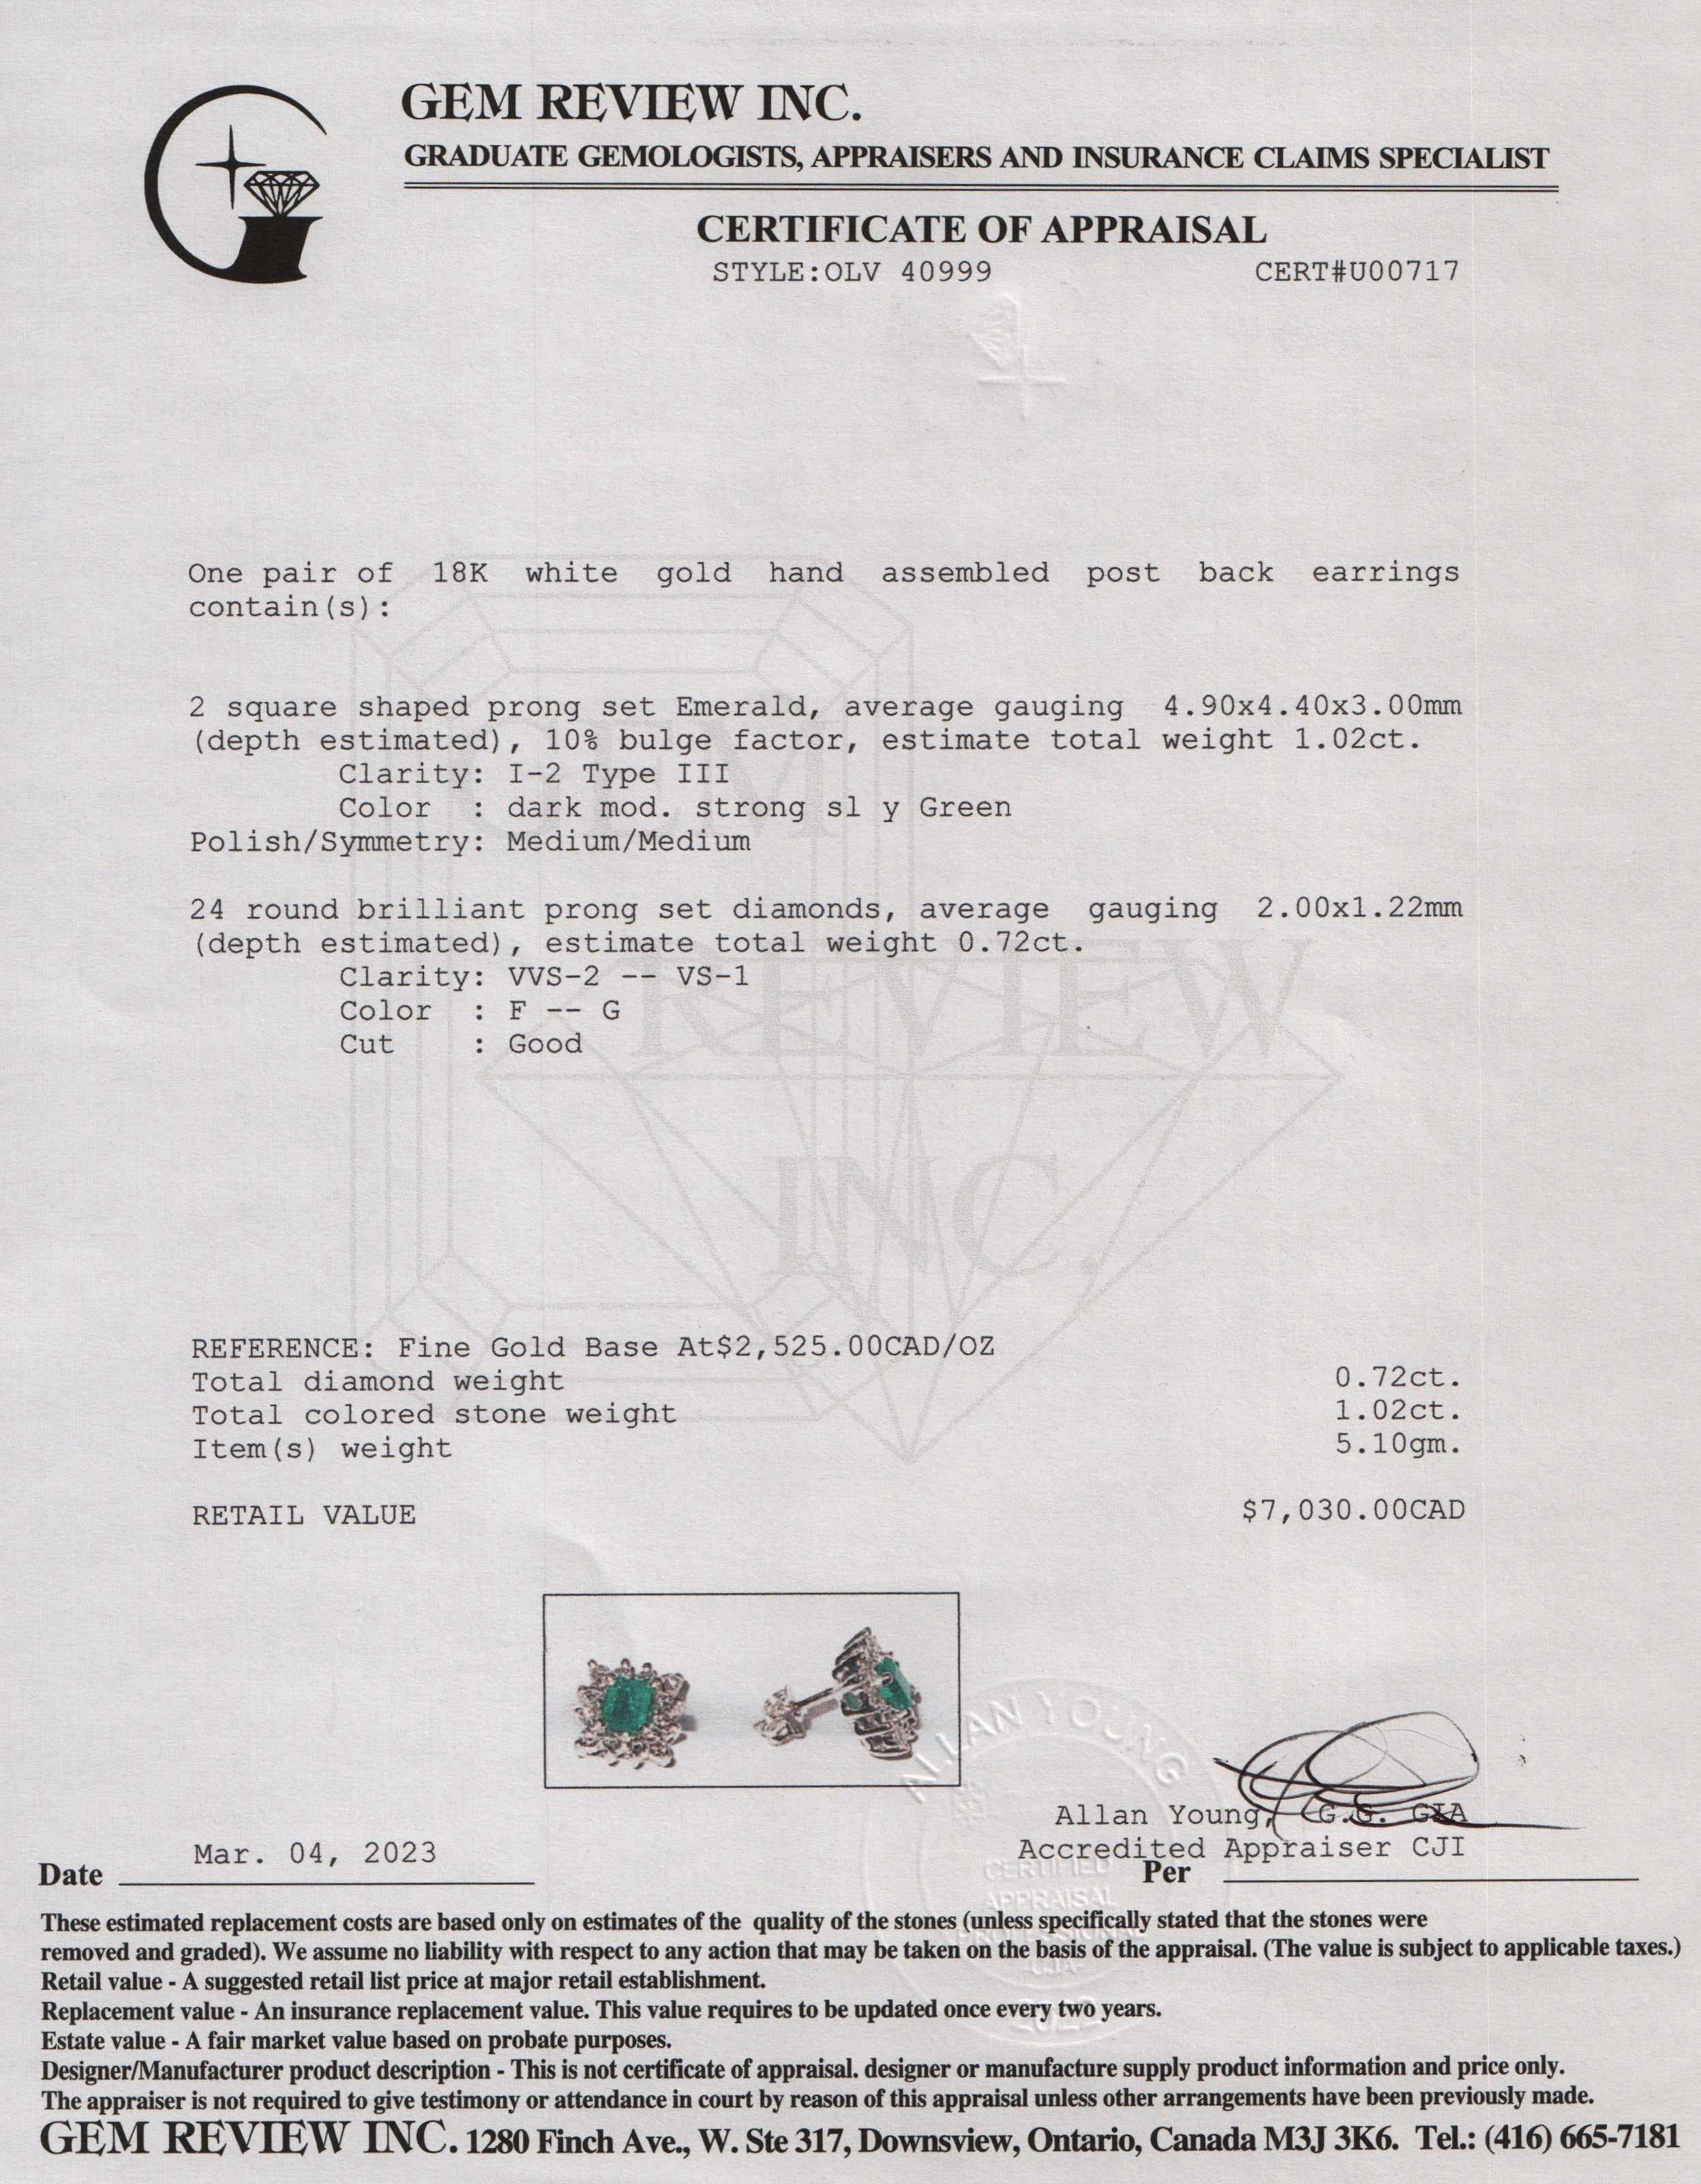 GEM REVIEW INC.
GRADUATE GEMOLOGISTS, APPRAISERS AND INSURANCE CLAIMS SPECIALIST
CERTIFICATE OF APPRAISAL
STYLE:OLV 40999 CERT#U00717
One pair of 18K white gold hand assembled post back earrings
contain(s):
2 square shaped prong set Emerald, average gauging 4.90x4.40x3.00mm
(depth estimated), 10% bulge factor, estimate total weight 1.02ct.
Clarity: I-2 Type III
Color : dark mod. strong sl y Green
Polish/Symmetry: Medium/Medium
24 round brilliant prong set diamonds, average gauging 2.00x1.22mm
(depth estimated), estimate total weight 0.72ct.
Clarity: VVS-2 -- VS-1
Color : F -- G
Cut : Good
REVIEW
INC.
REFERENCE: Fine Gold Base At$2,525.00CAD/OZ
Total diamond weight 0.72ct.
Total colored stone weight 1.02ct.
Item(s) weight 5.10gm.
RETAIL VALUE $7,030.00CAD
ALLAN YOUNG
Allan Young, G.G. GIA
Accredited Appraiser CJI
Date Mar. 04, 2023 Per
CERTIFIED
APPRAISAL
PROFESSIONAL
These estimated replacement costs are based only on estimates of the quality of the stones (unless specifically stated that the stones were
removed and graded). We assume no liability with respect to any action that may be taken on the basis of the appraisal. (The value is subject to applicable taxes.)
Retail value - A suggested retail list price at major retail establishment.
Replacement value - An insurance replacement value. This value requires to be updated once every two years.
Estate value - A fair market value based on probate purposes.
Designer/Manufacturer product description - This is not certificate of appraisal. designer or manufacture supply product information and price only.
The appraiser is not required to give testimony or attendance in court by reason of this appraisal unless other arrangements have been previously made.
GEM REVIEW INC. 1280 Finch Ave., W. Ste 317, Downsview, Ontario, Canada M3J 3K6. Tel.: (416) 665-7181